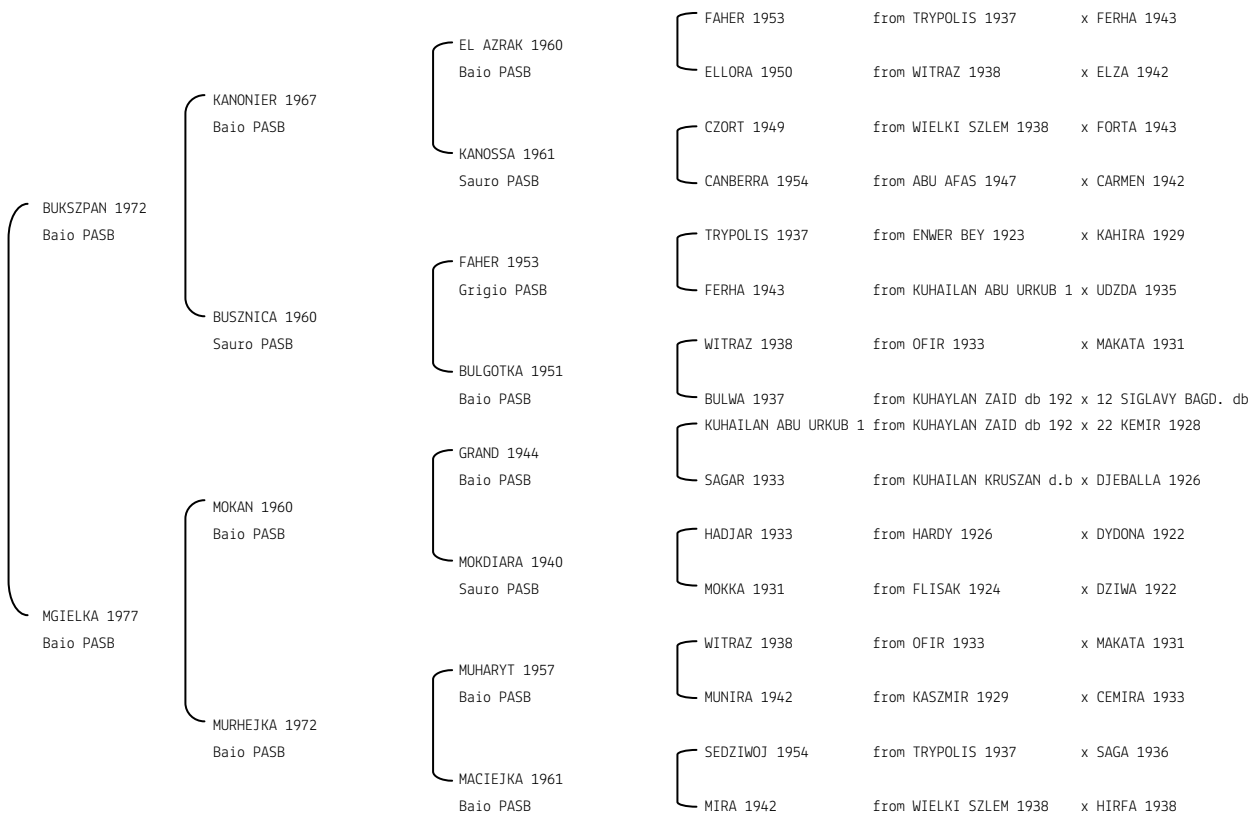 FAHER 1953 from TRYPOLIS 1937 x FERHA 1943
EL AZRAK 1960
Baio PASB ELLORA 1950 from WITRAZ 1938 x ELZA 1942
KANONIER 1967
Baio PASB CZORT 1949 from WIELKI SZLEM 1938 x FORTA 1943
KANOSSA 1961
Sauro PASB CANBERRA 1954 from ABU AFAS 1947 x CARMEN 1942
BUKSZPAN 1972
Baio PASB TRYPOLIS 1937 from ENWER BEY 1923 x KAHIRA 1929
FAHER 1953
Grigio PASB FERHA 1943 from KUHAILAN ABU URKUB 1 x UDZDA 1935
BUSZNICA 1960
Sauro PASB WITRAZ 1938 from OFIR 1933 x MAKATA 1931
BULGOTKA 1951
Baio PASB BULWA 1937 from KUHAYLAN ZAID db 192 x 12 SIGLAVY BAGD. db
KUHAILAN ABU URKUB 1 from KUHAYLAN ZAID db 192 x 22 KEMIR 1928
GRAND 1944
Baio PASB SAGAR 1933 from KUHAILAN KRUSZAN d.b x DJEBALLA 1926
MOKAN 1960
Baio PASB HADJAR 1933 from HARDY 1926 x DYDONA 1922
MOKDIARA 1940
Sauro PASB MOKKA 1931 from FLISAK 1924 x DZIWA 1922
MGIELKA 1977
Baio PASB WITRAZ 1938 from OFIR 1933 x MAKATA 1931
MUHARYT 1957
Baio PASB MUNIRA 1942 from KASZMIR 1929 x CEMIRA 1933
MURHEJKA 1972
Baio PASB SEDZIWOJ 1954 from TRYPOLIS 1937 x SAGA 1936
MACIEJKA 1961
Baio PASB MIRA 1942 from WIELKI SZLEM 1938 x HIRFA 1938